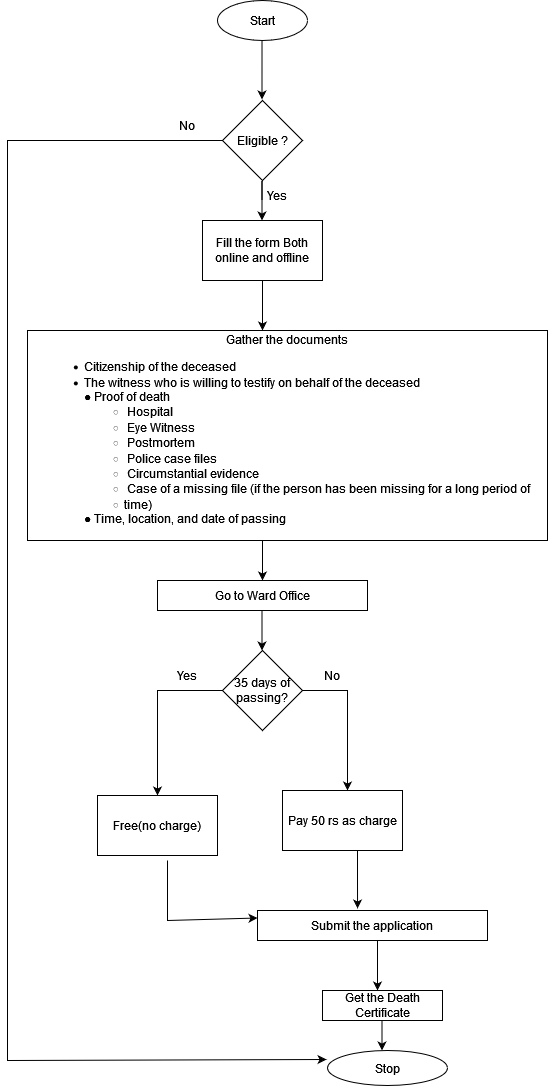 Start
No
Eligible ?
Yes
Fill the form Both
online and offline
Gather the documents
• Citizenship of the deceased
• The witness who is willing to testify on behalf of the deceased
● Proof of death
○ Hospital
○ Eye Witness
○ Postmortem
○ Police case files
○ Circumstantial evidence
○ Case of a missing file (if the person has been missing for a long period of
○ time)
● Time, location, and date of passing
Go to Ward Office
Yes
No
35 days of
passing?
Free(no charge)
Pay 50 rs as charge
Submit the application
Get the Death
Certificate
Stop